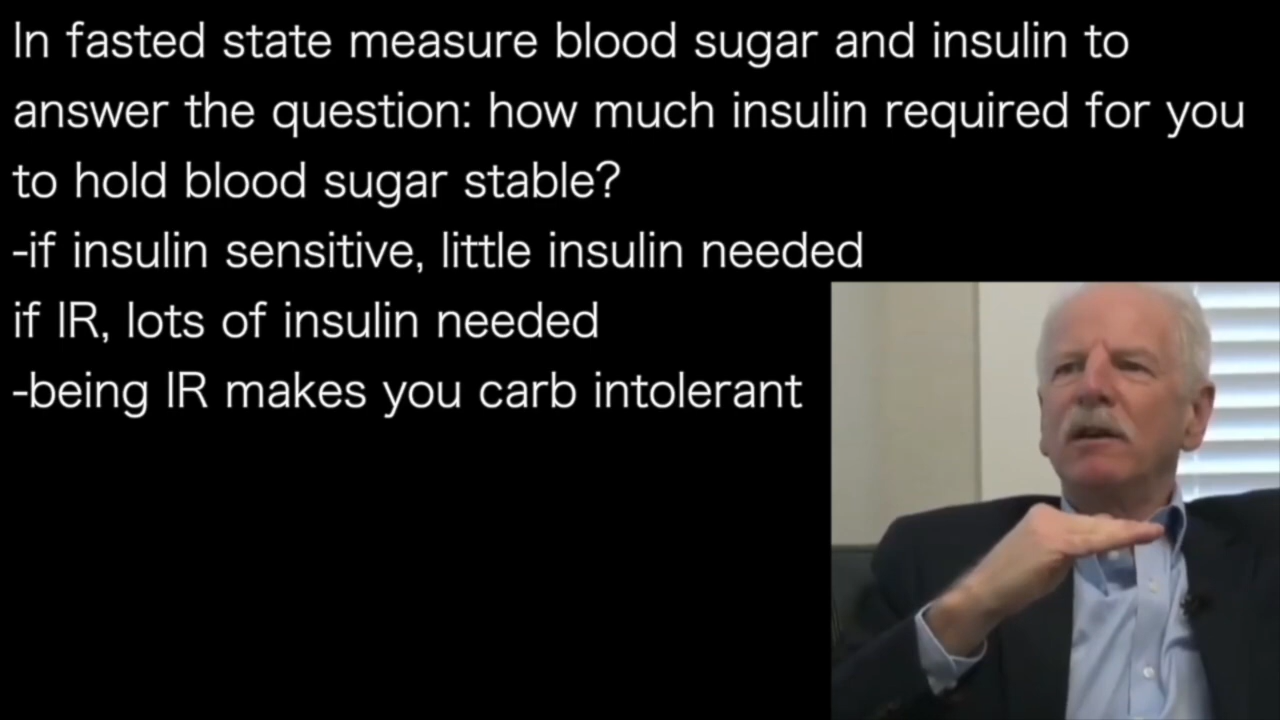 In fasted state measure blood sugar and insulin to
answer the question: how much insulin required for you
to hold blood sugar stable?
-if insulin sensitive, little insulin needed
if IR, lots of insulin needed
-being IR makes you carb intolerant